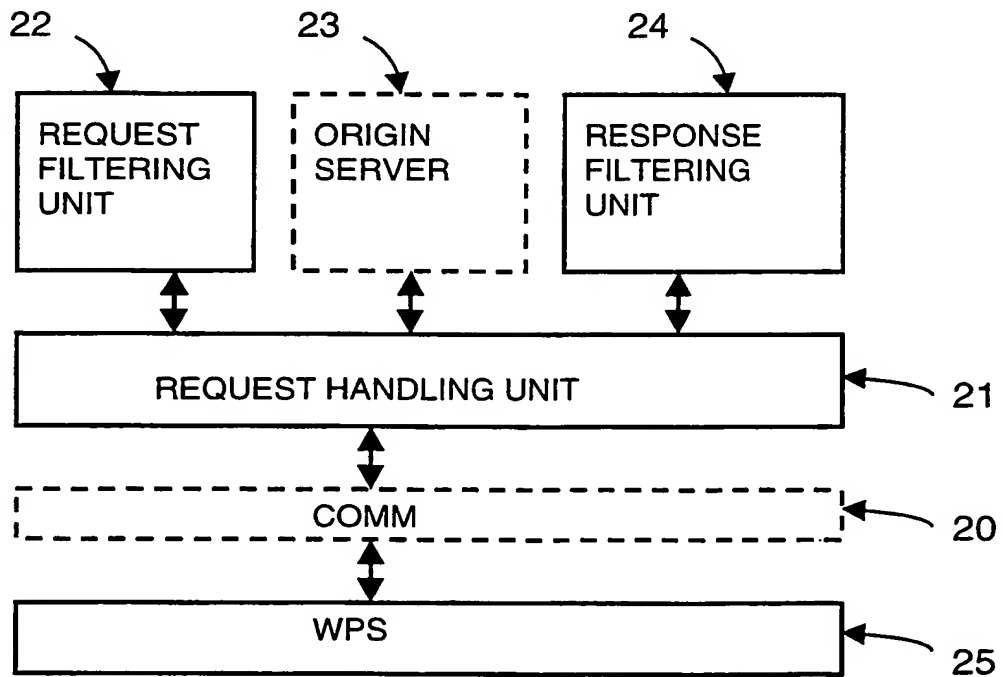 22
23
24
REQUEST
FILTERING
UNIT
ORIGIN
SERVER
RESPONSE
FILTERING
UNIT
REQUEST HANDLING UNIT
21
COMM
20
WPS
25